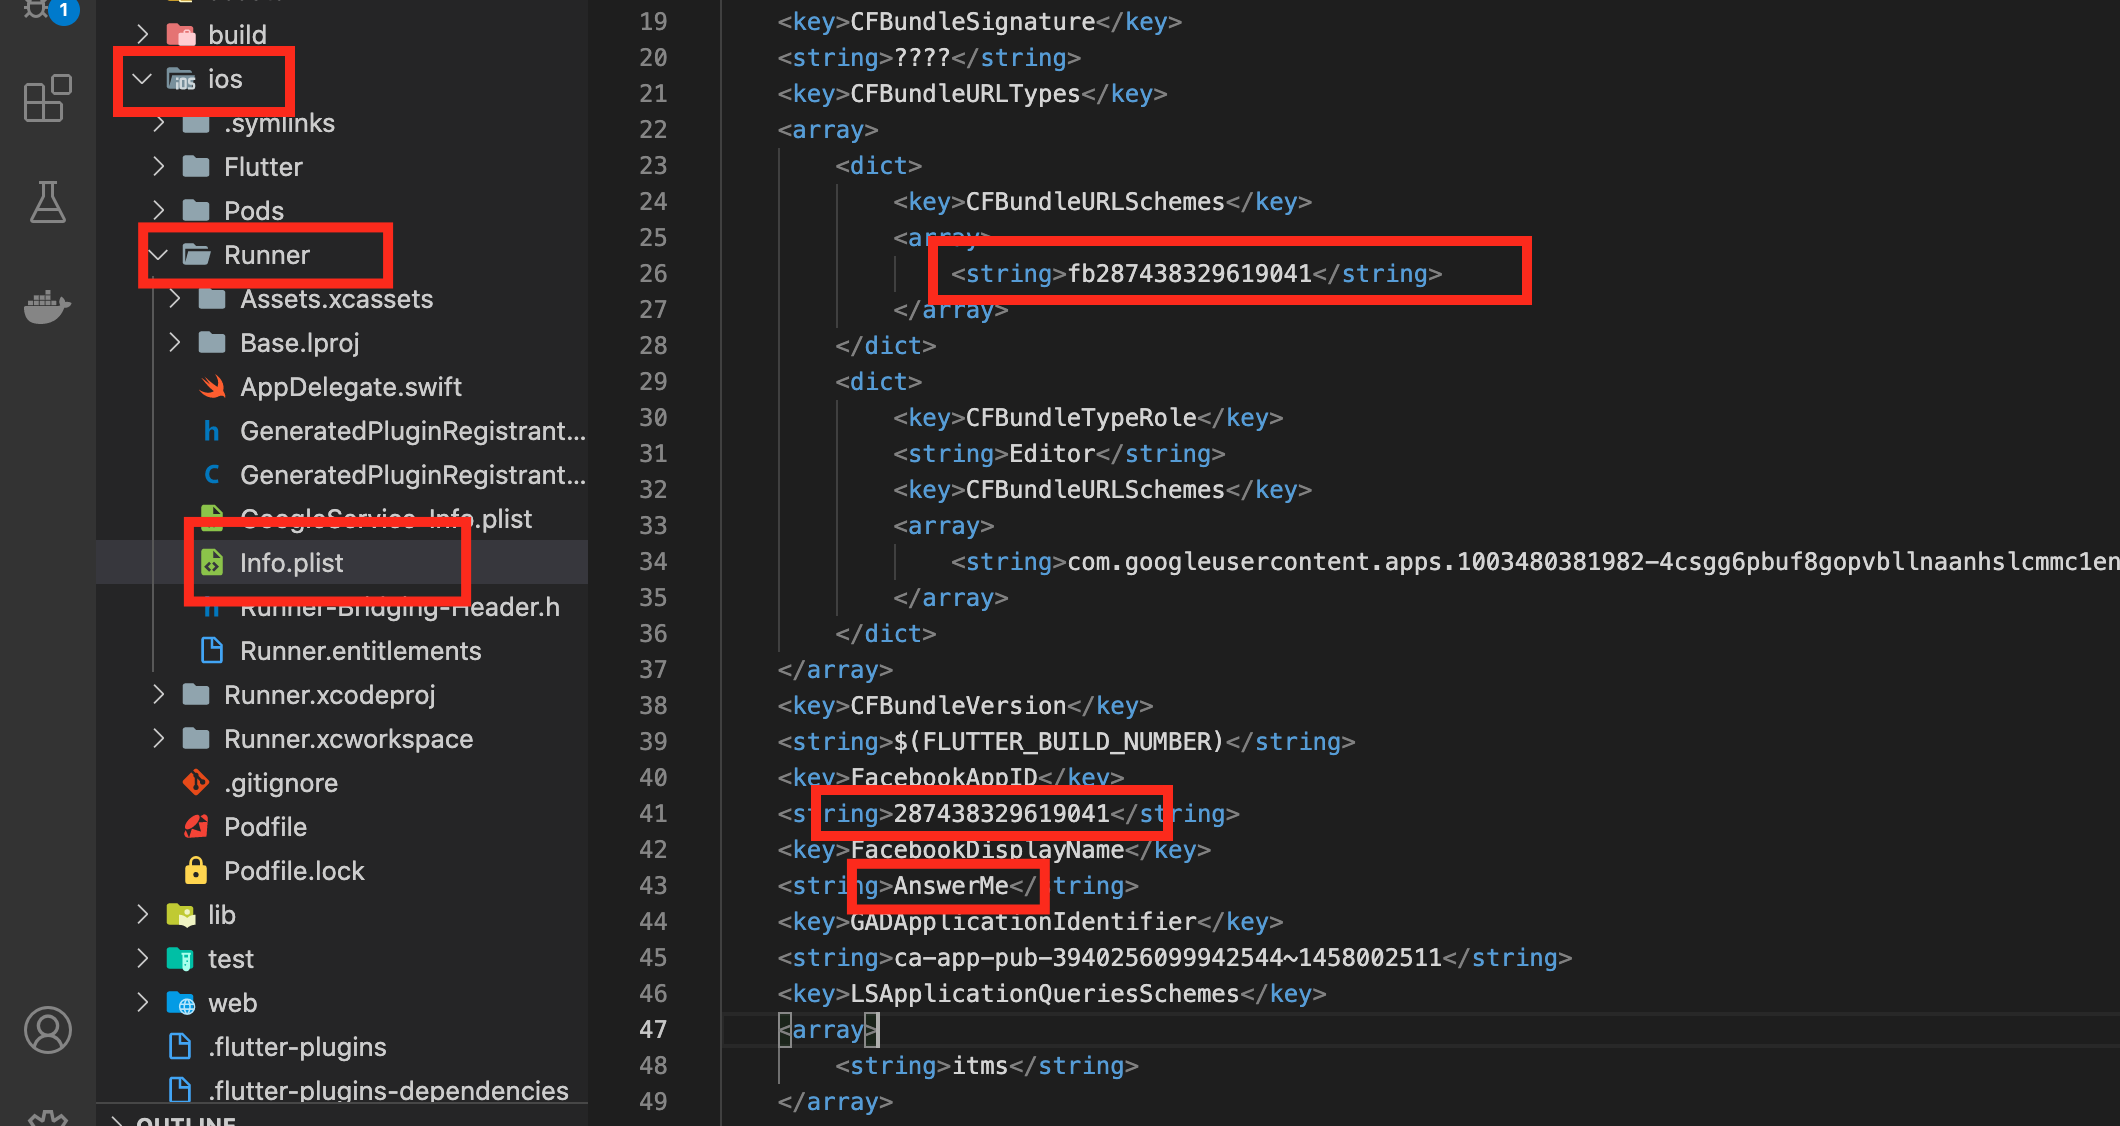 1
build
ios
.symlinks
Flutter
Pods
Runner
Assets.xcassets
Base.lproj
AppDelegate.swift
h GeneratedPluginRegistrant...
C GeneratedPluginRegistrant...
GoogleService-Info.plist
Info.plist
h Runner-Bridging-Header.h
Runner.entitlements
Runner.xcodeproj
Runner.xcworkspace
.gitignore
Podfile
Podfile.lock
lib
test
web
.flutter-plugins
.flutter-plugins-dependencies
OUTLINE
19 <key>CFBundleSignature</key>
20 <string>????</string>
21 <key>CFBundleURLTypes</key>
22 <array>
23 <dict>
24 <key>CFBundleURLSchemes</key>
25 <array>
26 <string>fb287438329619041</string>
27 </array>
28 </dict>
29 <dict>
30 <key>CFBundleTypeRole</key>
31 <string>Editor</string>
32 <key>CFBundleURLSchemes</key>
33 <array>
34 <string>com.googleusercontent.apps.1003480381982-4csgg6pbuf8gopvbllnaanhslcmmc1en
35 </array>
36 </dict>
37 </array>
38 <key>CFBundleVersion</key>
39 <string>$(FLUTTER_BUILD_NUMBER)</string>
40 <key>FacebookAppID</key>
41 <string>287438329619041</string>
42 <key>FacebookDisplayName</key>
43 <string>AnswerMe</string>
44 <key>GADApplicationIdentifier</key>
45 <string>ca-app-pub-3940256099942544~1458002511</string>
46 <key>LSApplicationQueriesSchemes</key>
47 <array>
48 <string>itms</string>
49 </array>